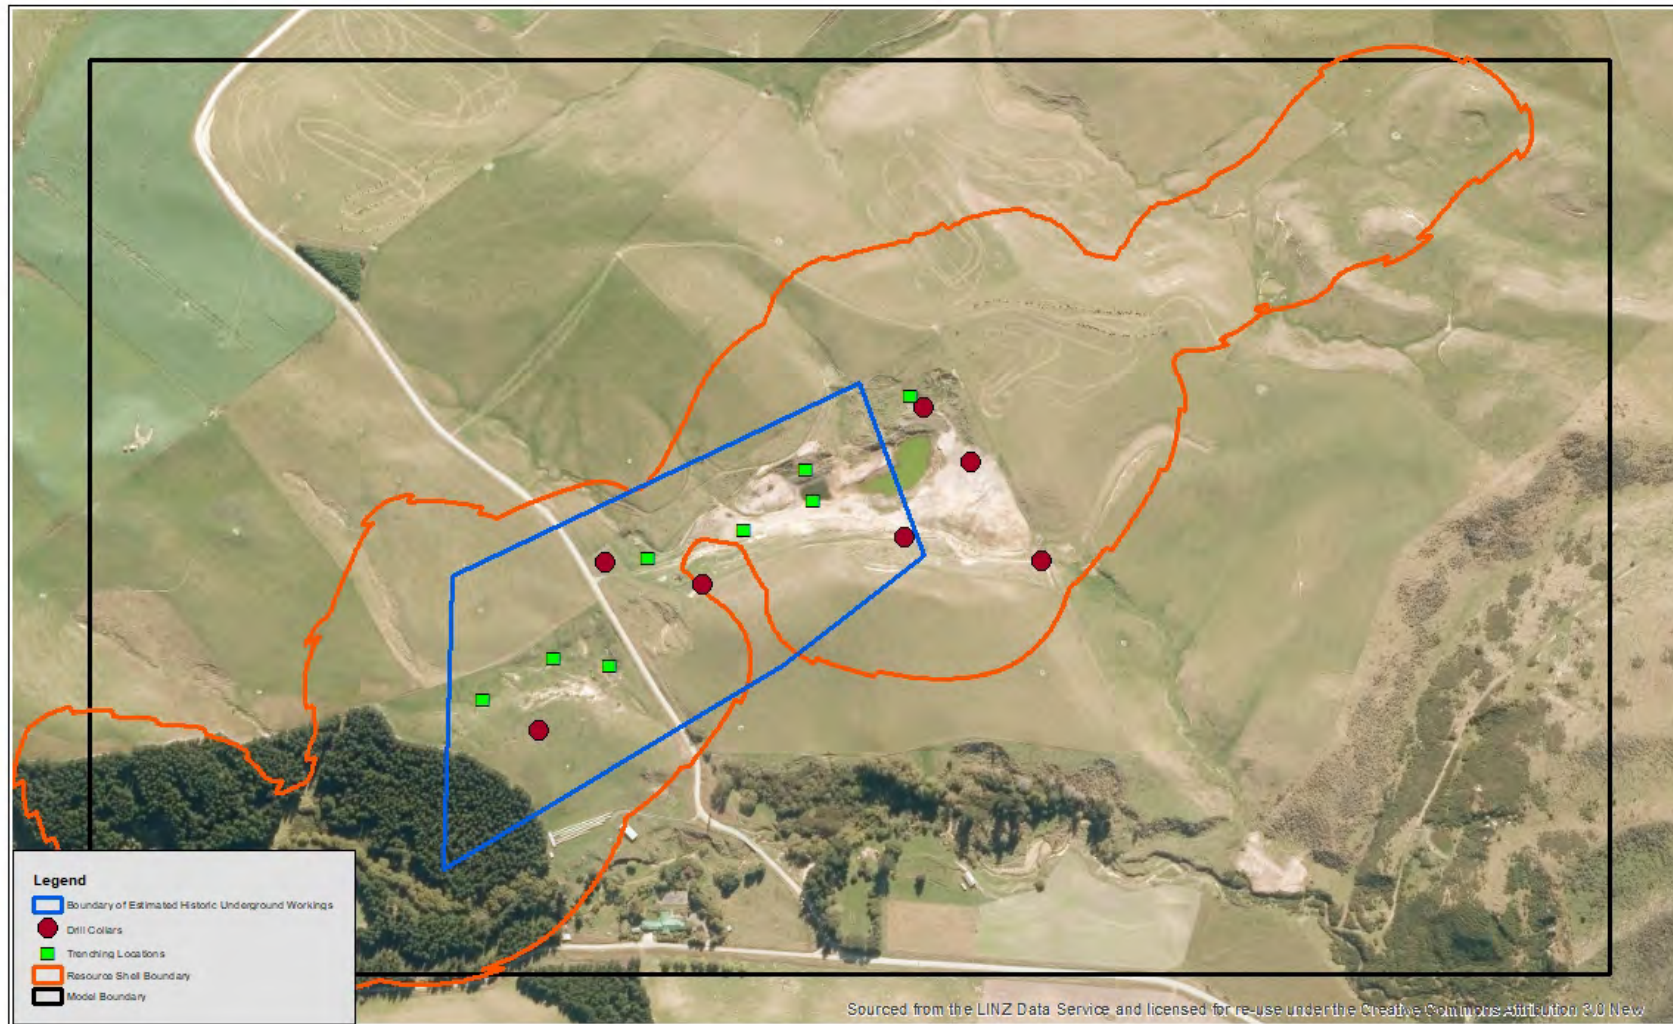 Legend
Boundary of Estimated Historic Underground Workings
Drill Collars
Trenching Locations
Resource Shell Boundary
Model Boundary
Sourced from the LINZ Data Service and licensed for re-use under the Creative Commons Attribution 3.0 New